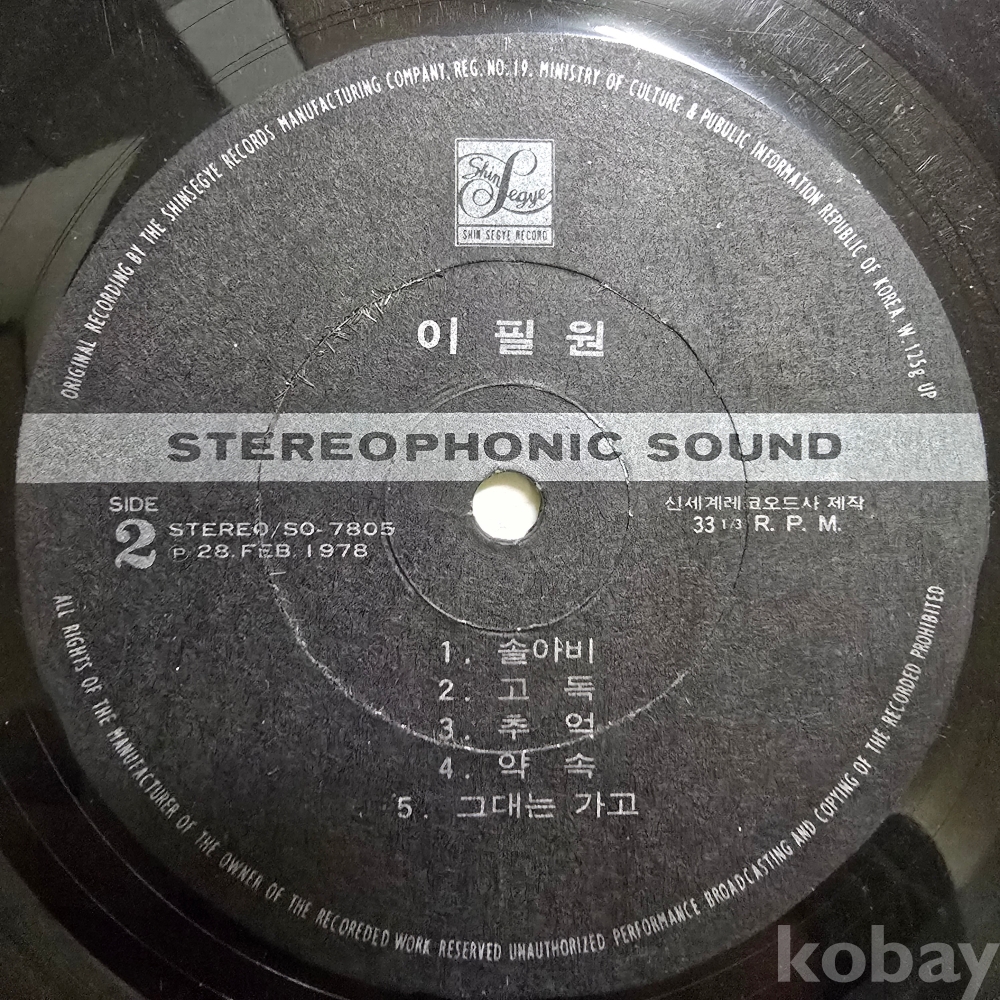 ORIGINAL RECORDING BY THE SHINSEGYE RECORDS MANUFACTURING COMPANY. REG. NO. 19. MINISTRY OF CULTURE & PUBULIC INFORMATION REPUBLIC OF KOREA. W. 125g UP
Shin Segye
SHIN SEGYE RECORD
이 필 원
STEREOPHONIC SOUND
SIDE 2
STEREO/SO-7805
P 28. FEB. 1978
신세계레코오드사 제작
33 1/3 R. P. M.
1. 솔아비
2. 고 독
3. 추 억
4. 약 속
5. 그대는 가고
ALL RIGHTS OF THE MANUFACTURER OF THE OWNER OF THE RECOREDED WORK RESERVED UNAUTHORIZED PERFORMANCE BROADCASTING AND COPYING OF THE RECORDED PROHIBITED
kobay